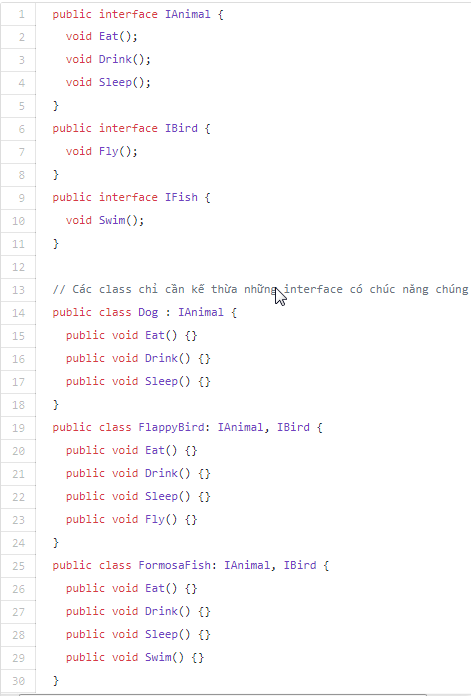 1 public interface IAnimal {
2 void Eat();
3 void Drink();
4 void Sleep();
5 }
6 public interface IBird {
7 void Fly();
8 }
9 public interface IFish {
10 void Swim();
11 }
12
13 // Các class chỉ cần kế thừa những interface có chúc năng chúng
14 public class Dog : IAnimal {
15 public void Eat() {}
16 public void Drink() {}
17 public void Sleep() {}
18 }
19 public class FlappyBird: IAnimal, IBird {
20 public void Eat() {}
21 public void Drink() {}
22 public void Sleep() {}
23 public void Fly() {}
24 }
25 public class FormosaFish: IAnimal, IBird {
26 public void Eat() {}
27 public void Drink() {}
28 public void Sleep() {}
29 public void Swim() {}
30 }